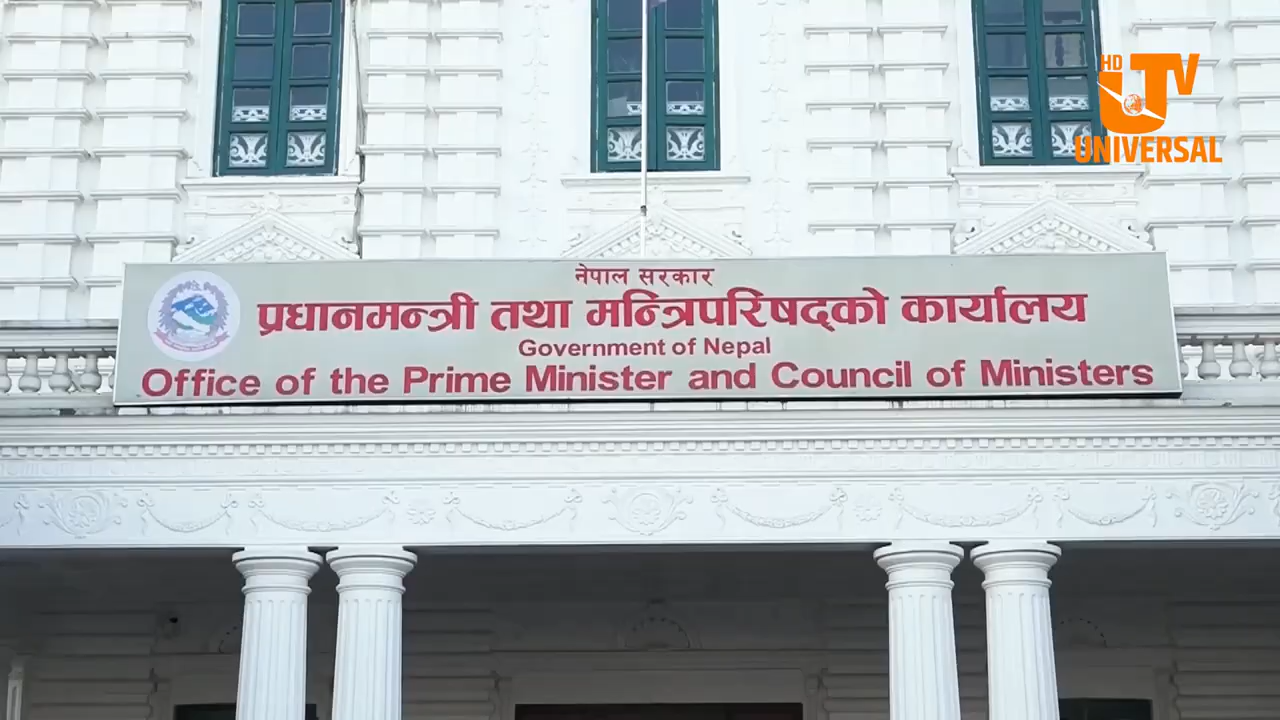 HD
UTV
UNIVERSAL
नेपाल सरकार
प्रधानमन्त्री तथा मन्त्रिपरिषद्को कार्यालय
Government of Nepal
Office of the Prime Minister and Council of Ministers